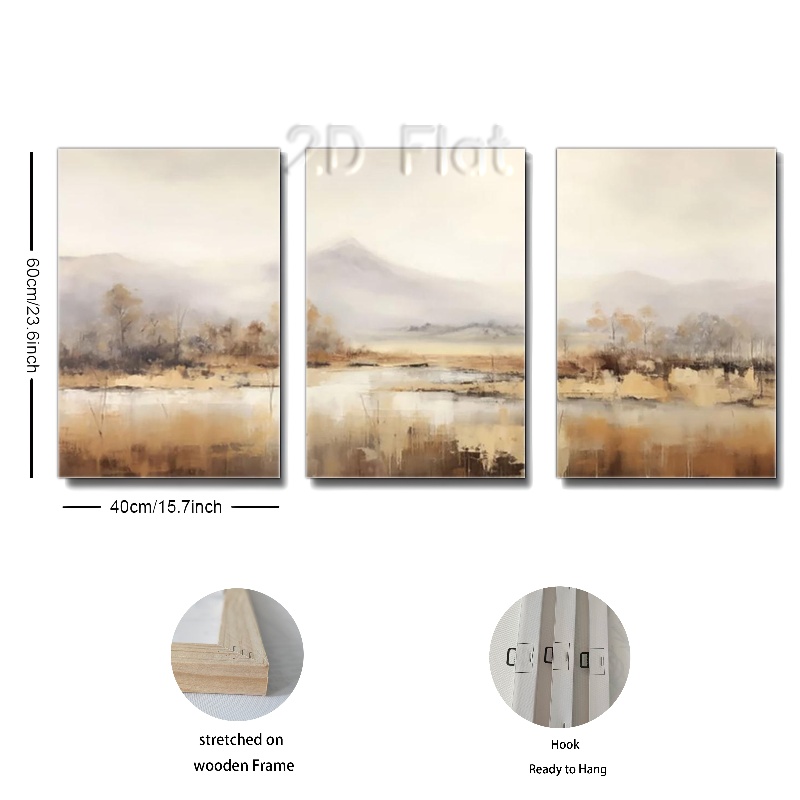 2D Flat
60cm/23.6inch
40cm/15.7inch
stretched on
wooden Frame
Hook
Ready to Hang